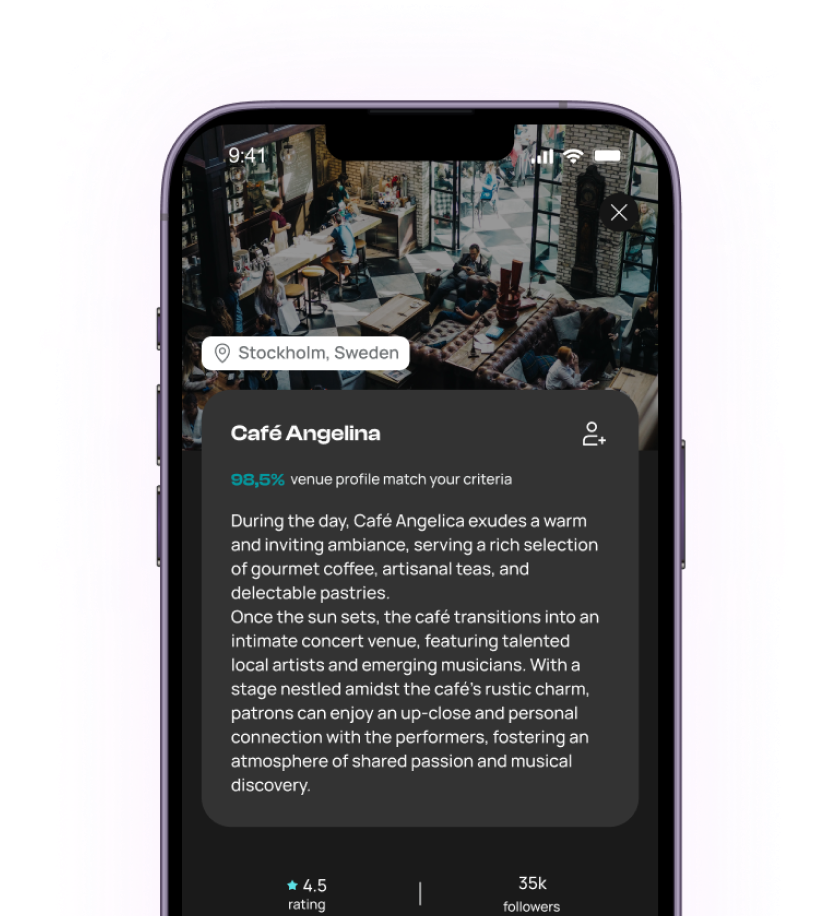 9:41
Stockholm, Sweden
Café Angelina
98,5% venue profile match your criteria
During the day, Café Angelica exudes a warm
and inviting ambiance, serving a rich selection
of gourmet coffee, artisanal teas, and
delectable pastries.
Once the sun sets, the café transitions into an
intimate concert venue, featuring talented
local artists and emerging musicians. With a
stage nestled amidst the café's rustic charm,
patrons can enjoy an up-close and personal
connection with the performers, fostering an
atmosphere of shared passion and musical
discovery.
4.5
rating
35k
followers